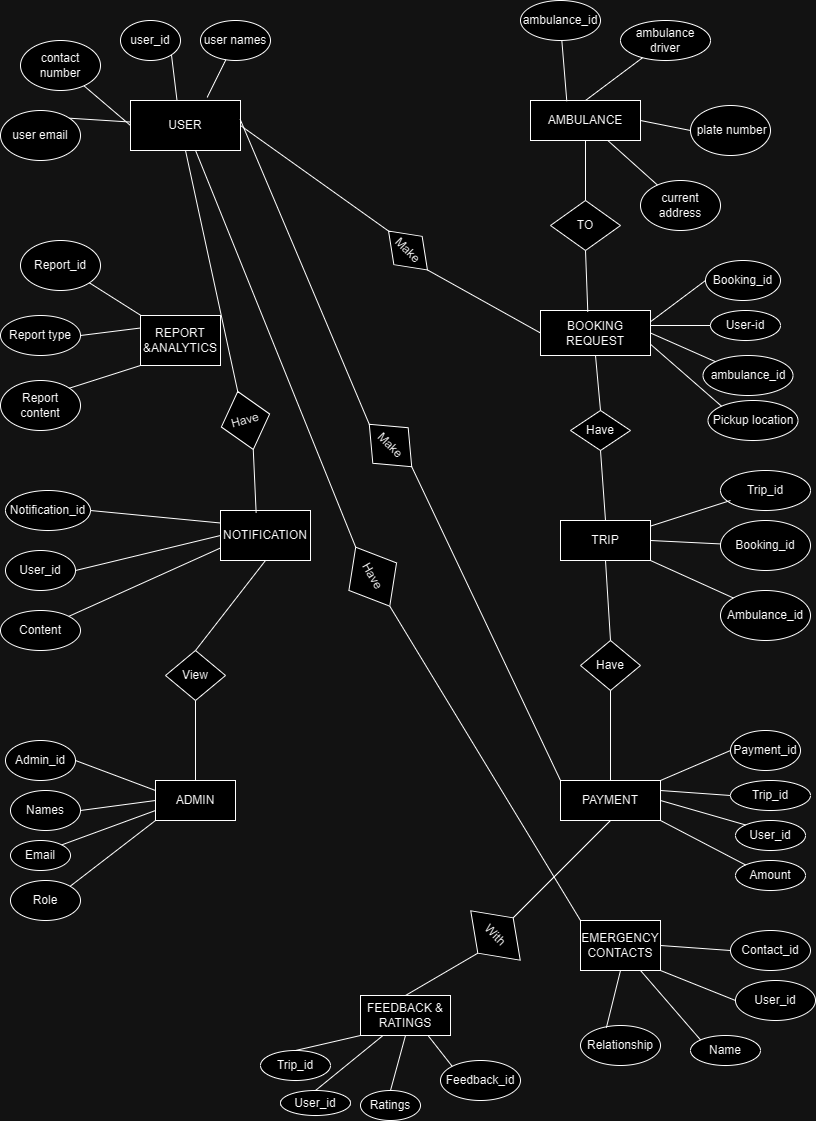 ambulance_id
user_id
user names
ambulance
driver
contact
number
USER
AMBULANCE
user email
plate number
current
address
TO
Make
Report_id
Booking_id
REPORT
&ANALYTICS
Report type
BOOKING
REQUEST
User-id
ambulance_id
Report
content
Have
Have
Pickup location
Make
Trip_id
Notification_id
NOTIFICATION
TRIP
Booking_id
User_id
Have
Content
Ambulance_id
View
Have
Admin_id
Payment_id
Names
ADMIN
PAYMENT
Trip_id
User_id
Email
Amount
Role
With
EMERGENCY
CONTACTS
Contact_id
User_id
FEEDBACK &
RATINGS
Relationship
Name
Trip_id
Feedback_id
User_id
Ratings